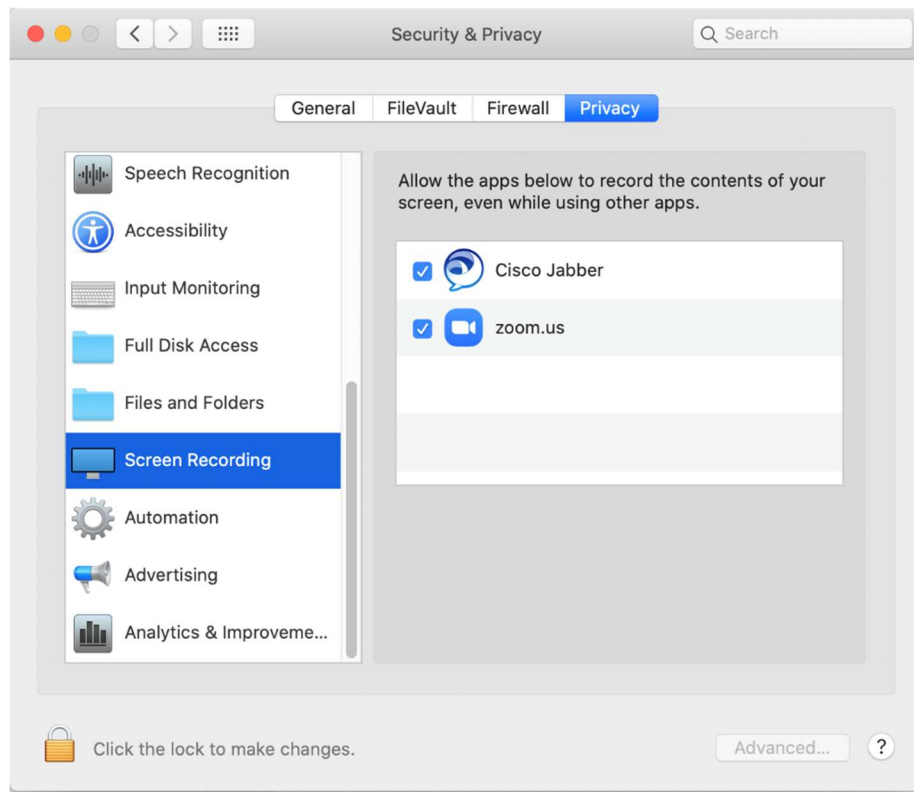 Security & Privacy
Search
General
FileVault
Firewall
Privacy
Speech Recognition
Accessibility
Input Monitoring
Full Disk Access
Files and Folders
Screen Recording
Automation
Advertising
Analytics & Improveme...
Allow the apps below to record the contents of your
screen, even while using other apps.
Cisco Jabber
zoom.us
Click the lock to make changes.
Advanced...
?